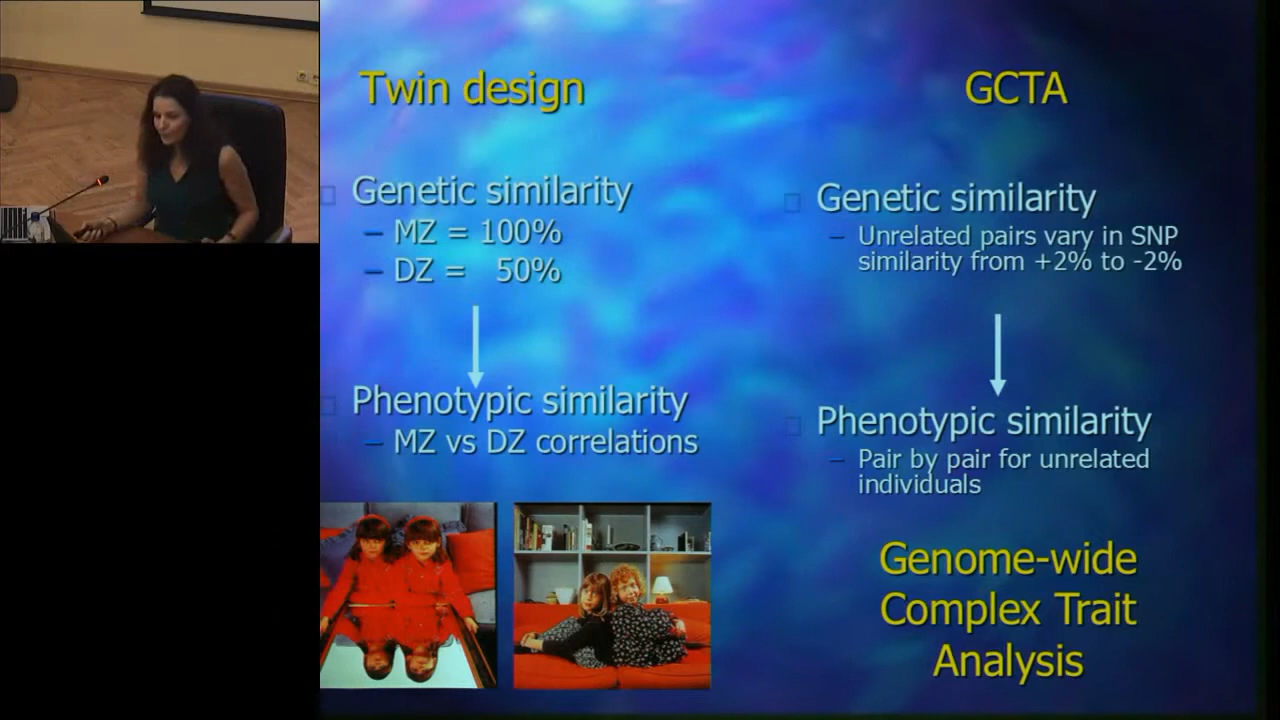 Twin design
Genetic similarity
– MZ = 100%
– DZ = 50%
Phenotypic similarity
– MZ vs DZ correlations
GCTA
Genetic similarity
– Unrelated pairs vary in SNP
similarity from +2% to -2%
Phenotypic similarity
– Pair by pair for unrelated
individuals
Genome-wide
Complex Trait
Analysis